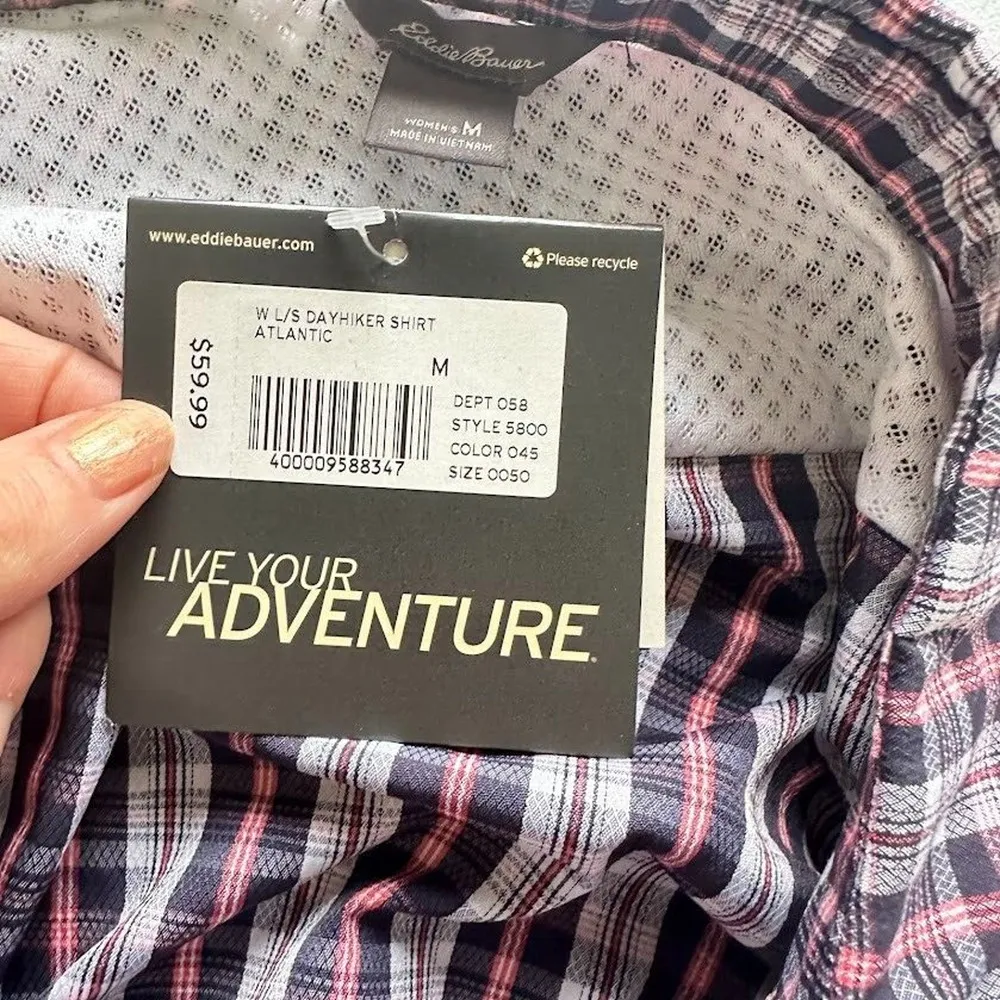 Eddie Bauer
WOMEN'S M
MADE IN VIETNAM
www.eddiebauer.com
Please recycle
W L/S DAYHIKER SHIRT
ATLANTIC
M
$59.99
DEPT 058
STYLE 5800
COLOR 045
SIZE 0050
400009588347
LIVE YOUR
ADVENTURE.